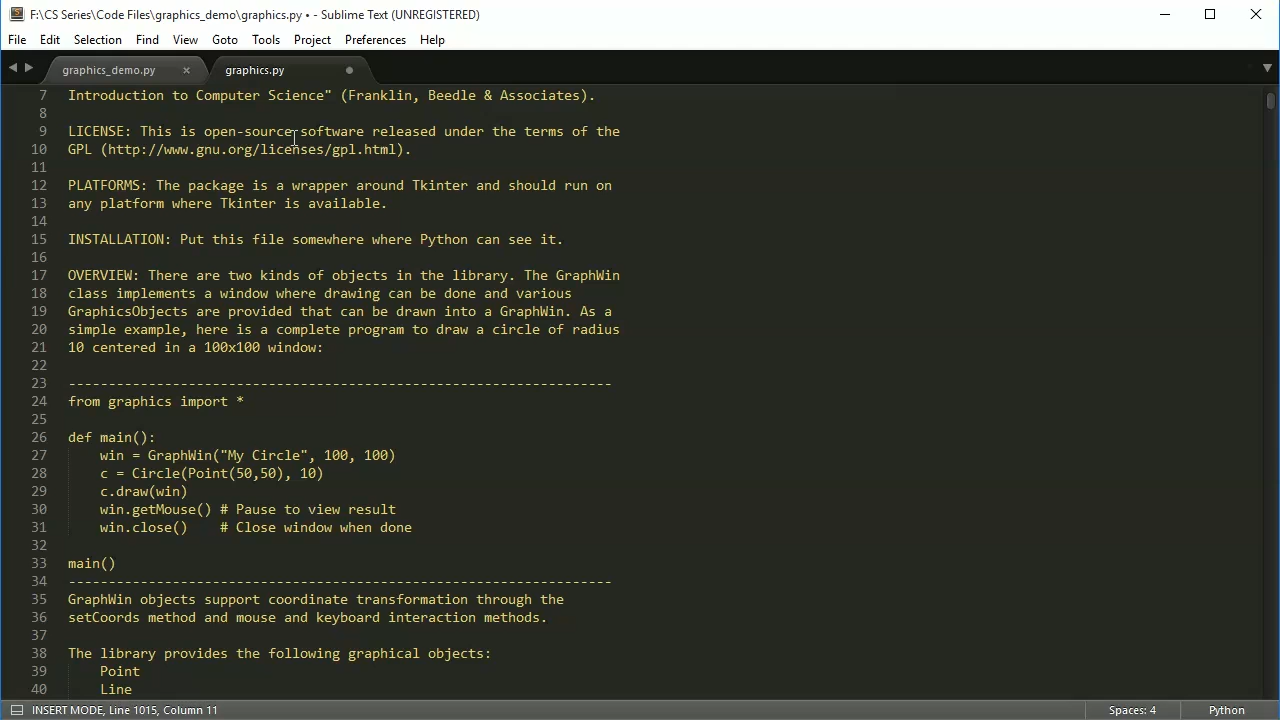 F:\CS Series\Code Files\graphics_demo\graphics.py • - Sublime Text (UNREGISTERED)
File Edit Selection Find View Goto Tools Project Preferences Help
graphics_demo.py × graphics.py
7 Introduction to Computer Science" (Franklin, Beedle & Associates).
8
9 LICENSE: This is open-source software released under the terms of the
10 GPL (http://www.gnu.org/licenses/gpl.html).
11
12 PLATFORMS: The package is a wrapper around Tkinter and should run on
13 any platform where Tkinter is available.
14
15 INSTALLATION: Put this file somewhere where Python can see it.
16
17 OVERVIEW: There are two kinds of objects in the library. The GraphWin
18 class implements a window where drawing can be done and various
19 GraphicsObjects are provided that can be drawn into a GraphWin. As a
20 simple example, here is a complete program to draw a circle of radius
21 10 centered in a 100x100 window:
22
23 --------------------------------------------------------------------
24 from graphics import *
25
26 def main():
27     win = GraphWin("My Circle", 100, 100)
28     c = Circle(Point(50,50), 10)
29     c.draw(win)
30     win.getMouse() # Pause to view result
31     win.close()    # Close window when done
32
33 main()
34 --------------------------------------------------------------------
35 GraphWin objects support coordinate transformation through the
36 setCoords method and mouse and keyboard interaction methods.
37
38 The library provides the following graphical objects:
39     Point
40     Line
INSERT MODE, Line 1015, Column 11 Spaces: 4 Python